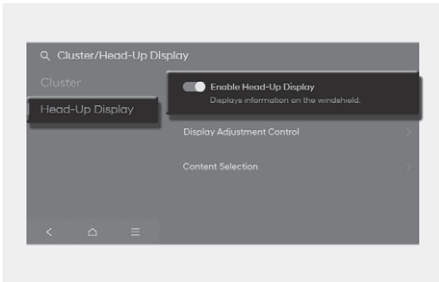 Cluster/Head-Up Display
Cluster
Head-Up Display
Enable Head-Up Display
Displays information on the windshield.
Display Adjustment Control
Content Selection